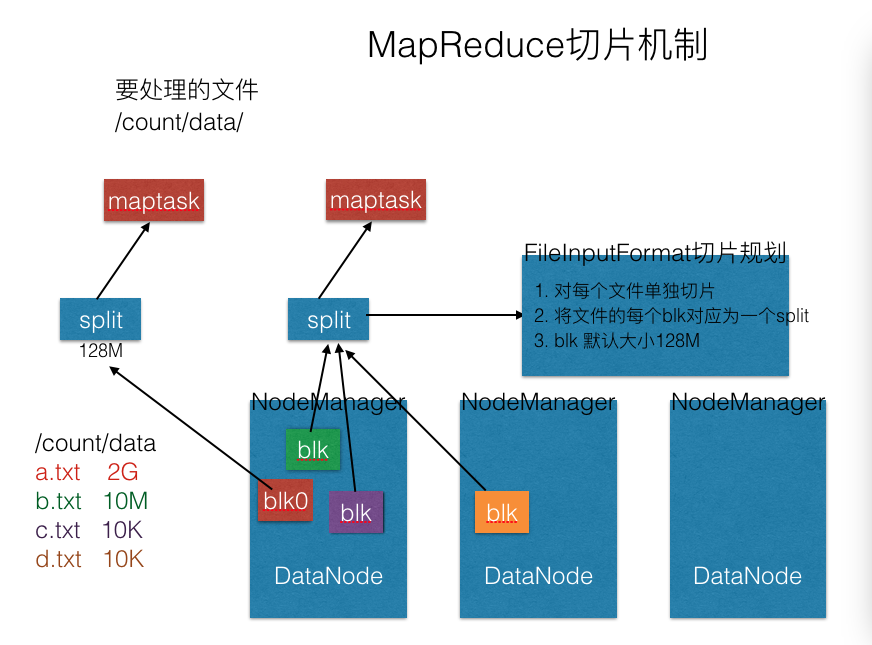 MapReduce切片机制
要处理的文件
/count/data/
maptask
maptask
FileInputFormat切片规划
1. 对每个文件单独切片
2. 将文件的每个blk对应为一个split
3. blk 默认大小128M
split
128M
split
NodeManager
NodeManager
NodeManager
/count/data
a.txt 2G
b.txt 10M
c.txt 10K
d.txt 10K
blk
blk0
blk
blk
DataNode
DataNode
DataNode